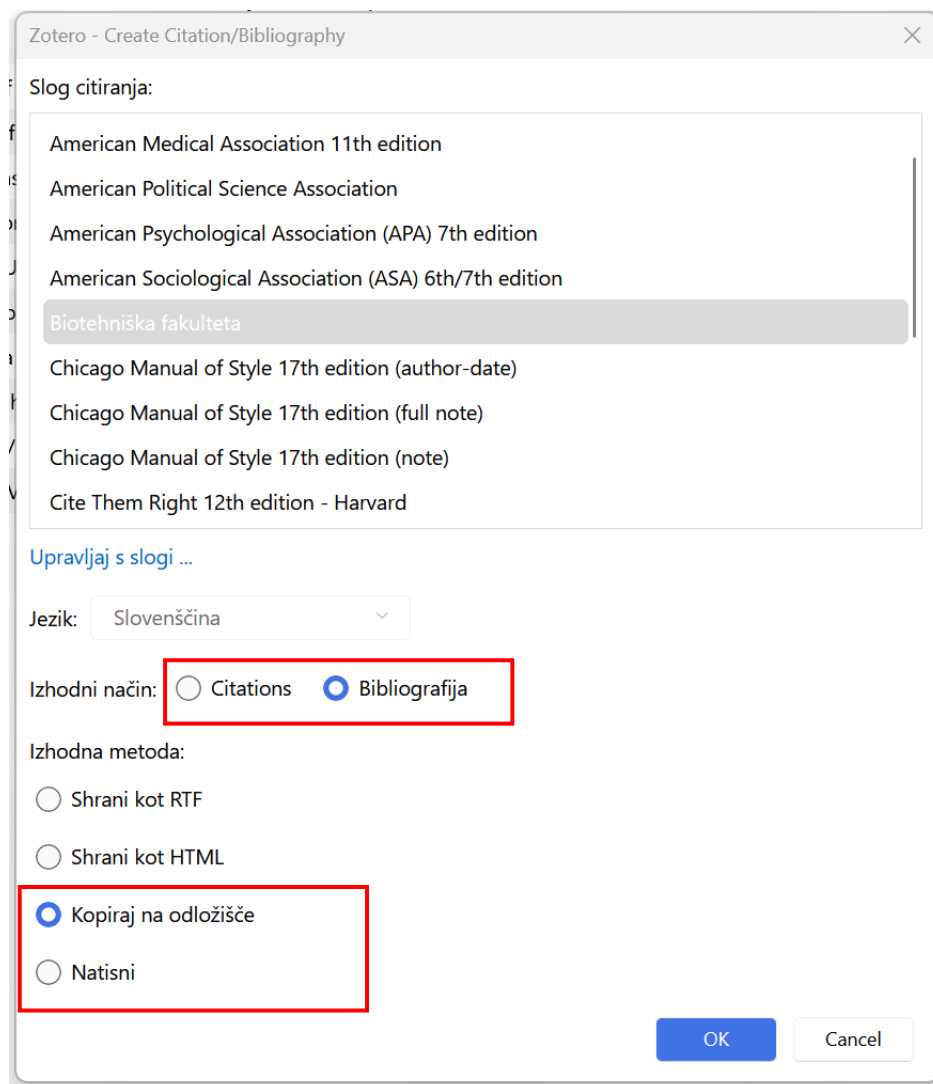 Zotero - Create Citation/Bibliography
Slog citiranja:
American Medical Association 11th edition
American Political Science Association
American Psychological Association (APA) 7th edition
American Sociological Association (ASA) 6th/7th edition
Biotehniška fakulteta
Chicago Manual of Style 17th edition (author-date)
Chicago Manual of Style 17th edition (full note)
Chicago Manual of Style 17th edition (note)
Cite Them Right 12th edition - Harvard
Upravljaj s slogi ...
Jezik: Slovenščina
Izhodni način: Citations Bibliografija
Izhodna metoda:
Shrani kot RTF
Shrani kot HTML
Kopiraj na odložišče
Natisni
OK Cancel